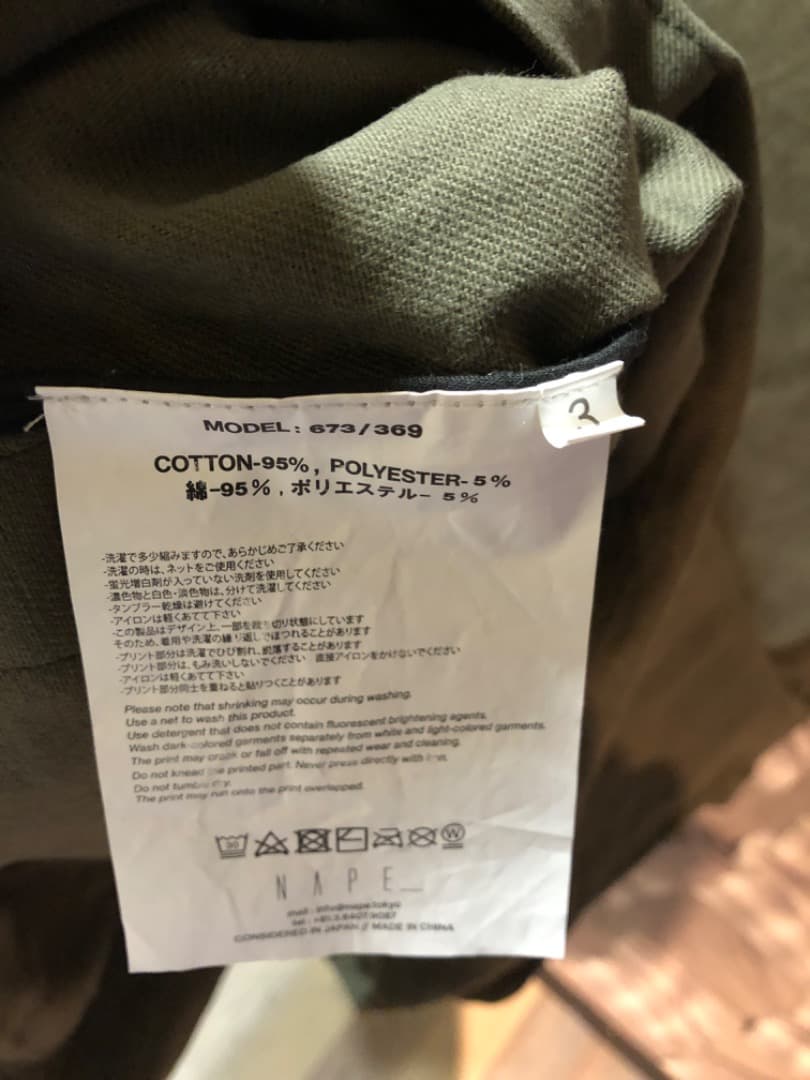 3
MODEL: 673/369
COTTON-95%, POLYESTER-5%
綿-95%, ポリエステル- 5%
-洗濯で多少縮みますので、あらかじめご了承ください
-洗濯の時は、ネットをご使用ください
-蛍光増白剤が入っていない洗剤を使用してください
-濃色物と白色・淡色物は、分けて洗濯してください
-タンブラー乾燥は避けてください
-アイロンは軽くあてて下さい
-この製品はデザイン上、一部を裁ち切り状態にしています
そのため、着用や洗濯の繰り返しでほつれることがあります
-プリント部分は洗濯でひび割れ、脱落することがあります
-プリント部分は、もみ洗いしないでください 直接アイロンをかけないでください
-アイロンは軽くあてて下さい
-プリント部分同士を重ねると貼りつくことがあります
Please note that shrinking may occur during washing.
Use a net to wash this product.
Use detergent that does not contain fluorescent brightening agents.
Wash dark-colored garments separately from white and light-colored garments.
The print may crack or fall off with repeated wear and cleaning.
Do not knead the printed part. Never press directly with iron.
Do not tumble dry.
The print may run onto the print overlapped.
30
W
NAPE_
mail : info@nape.tokyo
CONSIDERED IN JAPAN // MADE IN CHINA